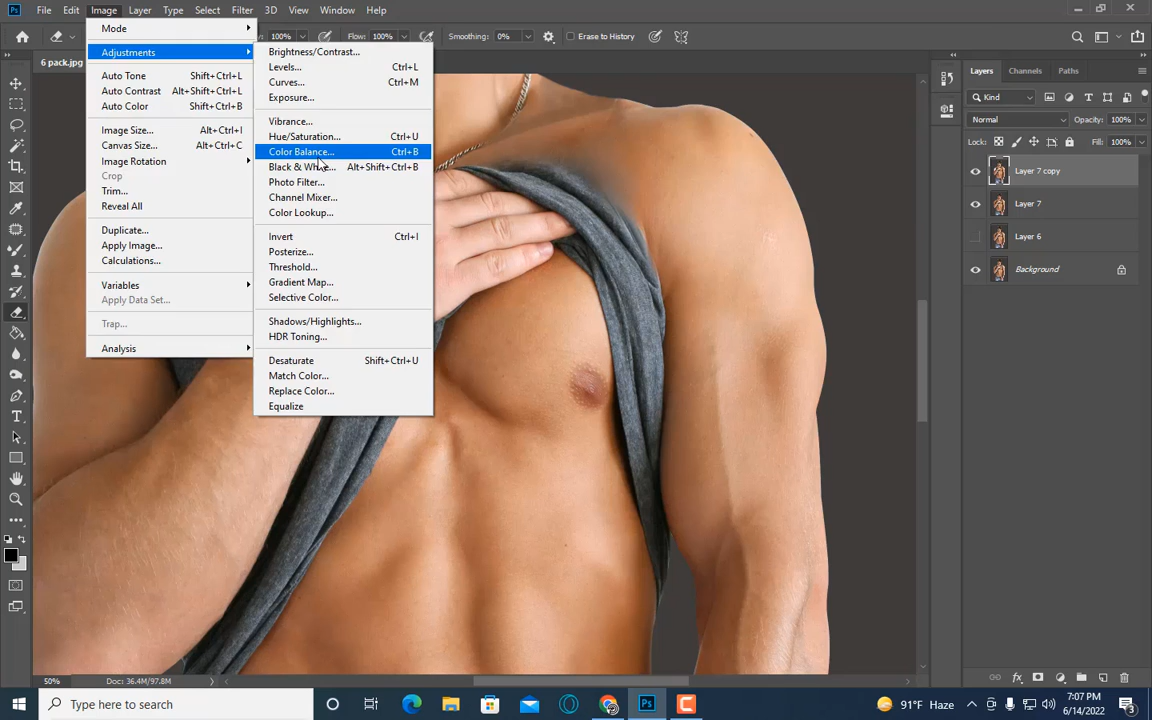 Ps File Edit Image Layer Type Select Filter 3D View Window Help
100% Flow: 100% Smoothing: 0% Erase to History
6 pack.jpg
Mode
Adjustments
Auto Tone Shift+Ctrl+L
Auto Contrast Alt+Shift+Ctrl+L
Auto Color Shift+Ctrl+B
Image Size... Alt+Ctrl+I
Canvas Size... Alt+Ctrl+C
Image Rotation
Crop
Trim...
Reveal All
Duplicate...
Apply Image...
Calculations...
Variables
Apply Data Set...
Trap...
Analysis
Brightness/Contrast...
Levels... Ctrl+L
Curves... Ctrl+M
Exposure...
Vibrance...
Hue/Saturation... Ctrl+U
Color Balance... Ctrl+B
Black & Whe... Alt+Shift+Ctrl+B
Photo Filter...
Channel Mixer...
Color Lookup...
Invert Ctrl+I
Posterize...
Threshold...
Gradient Map...
Selective Color...
Shadows/Highlights...
HDR Toning...
Desaturate Shift+Ctrl+U
Match Color...
Replace Color...
Equalize
Layers Channels Paths
Kind
Normal Opacity: 100%
Lock: Fill: 100%
Layer 7 copy
Layer 7
Layer 6
Background
50% Doc: 36.4M/97.8M
Type here to search
Ps
91°F Haze
7:07 PM
6/14/2022
3